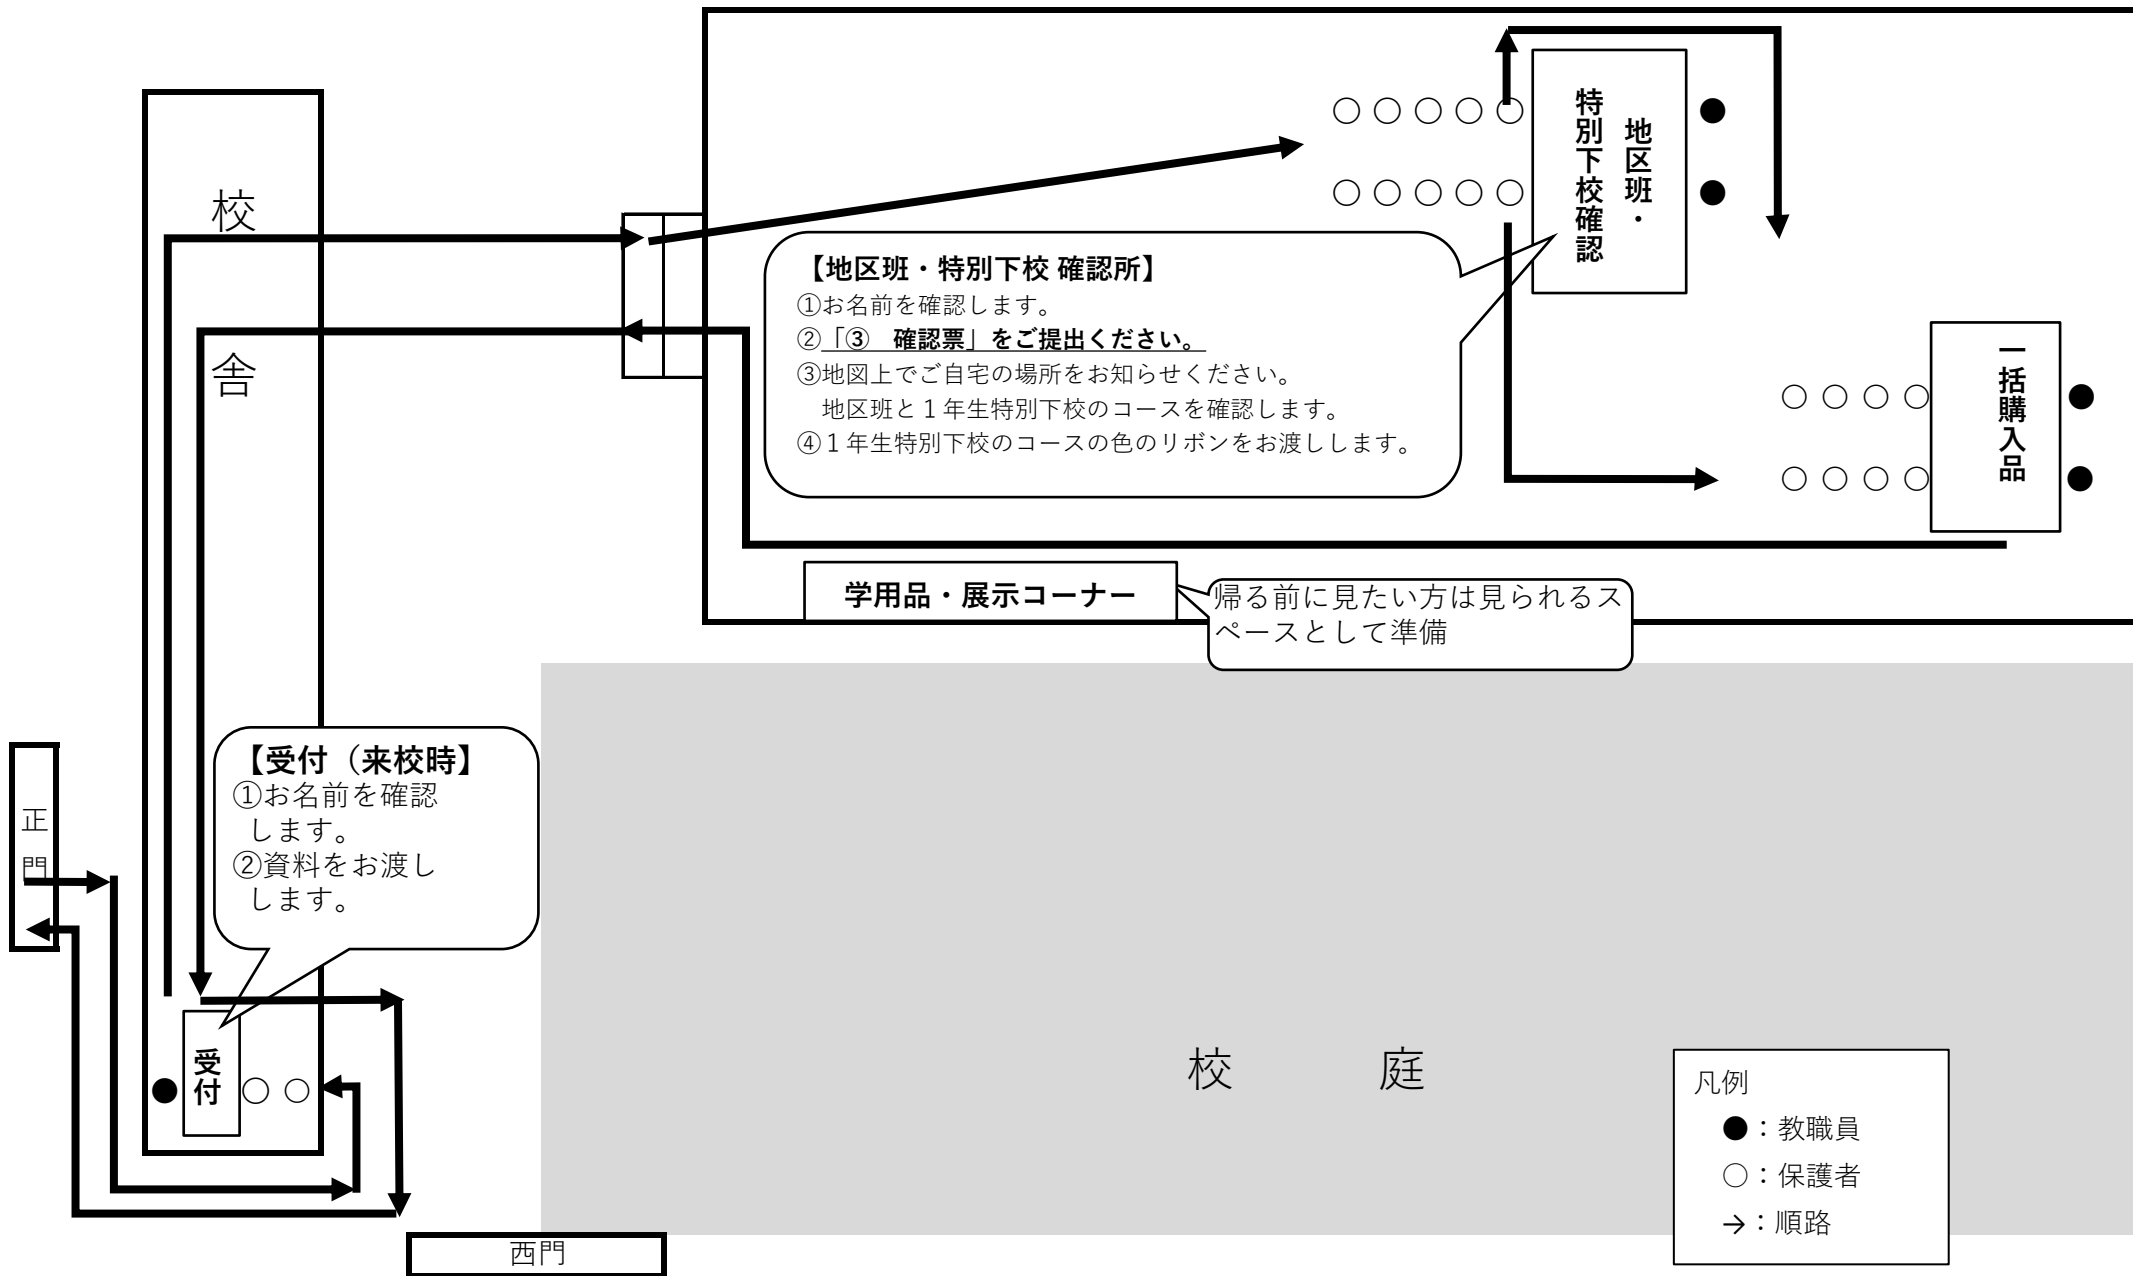 校舎
地区班・
特別下校確認
【地区班・特別下校 確認所】
①お名前を確認します。
②「③　確認票」をご提出ください。
③地図上でご自宅の場所をお知らせください。
地区班と１年生特別下校のコースを確認します。
④１年生特別下校のコースの色のリボンをお渡しします。
一括購入品
学用品・展示コーナー
帰る前に見たい方は見られるス
ペースとして準備
【受付（来校時】
①お名前を確認
します。
②資料をお渡し
します。
正門
受付
校　庭
凡例
●：教職員
○：保護者
→：順路
西門